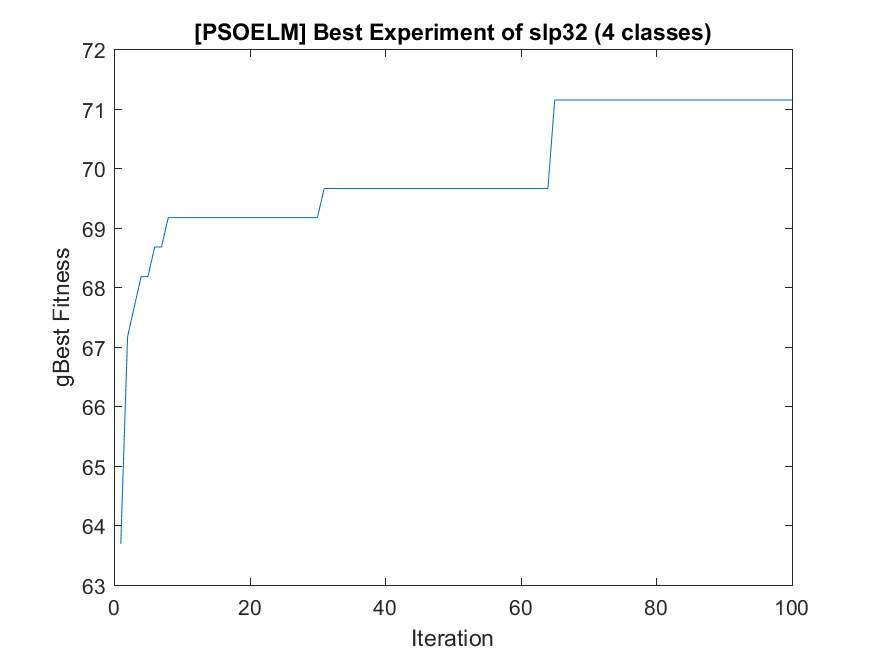 [PSOELM] Best Experiment of slp32 (4 classes)
72
71
70
69
68
67
66
65
64
63
gBest Fitness
0 20 40 60 80 100
Iteration